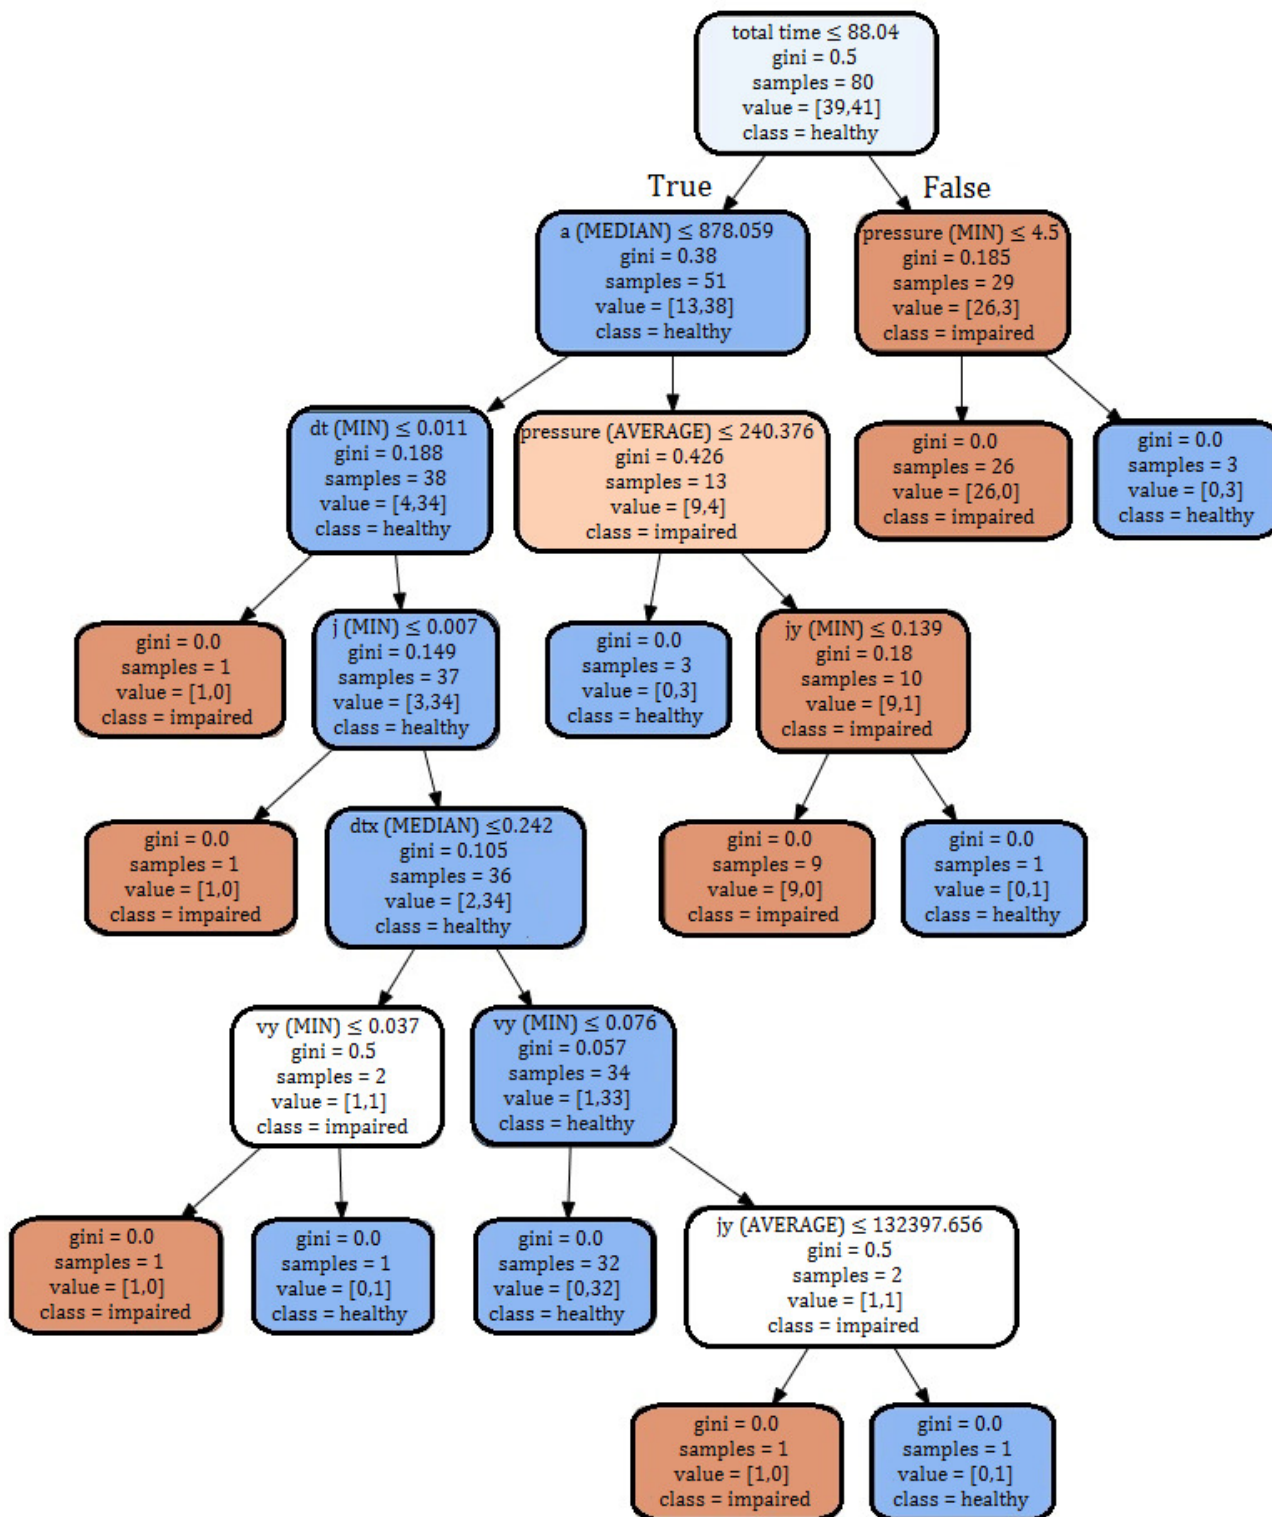 total time ≤ 88.04
gini = 0.5
samples = 80
value = [39,41]
class = healthy
True
False
a (MEDIAN) ≤ 878.059
gini = 0.38
samples = 51
value = [13,38]
class = healthy
pressure (MIN) ≤ 4.5
gini = 0.185
samples = 29
value = [26,3]
class = impaired
dt (MIN) ≤ 0.011
gini = 0.188
samples = 38
value = [4,34]
class = healthy
pressure (AVERAGE) ≤ 240.376
gini = 0.426
samples = 13
value = [9,4]
class = impaired
gini = 0.0
samples = 26
value = [26,0]
class = impaired
gini = 0.0
samples = 3
value = [0,3]
class = healthy
gini = 0.0
samples = 1
value = [1,0]
class = impaired
j (MIN) ≤ 0.007
gini = 0.149
samples = 37
value = [3,34]
class = healthy
gini = 0.0
samples = 3
value = [0,3]
class = healthy
jy (MIN) ≤ 0.139
gini = 0.18
samples = 10
value = [9,1]
class = impaired
gini = 0.0
samples = 1
value = [1,0]
class = impaired
dtx (MEDIAN) ≤0.242
gini = 0.105
samples = 36
value = [2,34]
class = healthy
gini = 0.0
samples = 9
value = [9,0]
class = impaired
gini = 0.0
samples = 1
value = [0,1]
class = healthy
vy (MIN) ≤ 0.037
gini = 0.5
samples = 2
value = [1,1]
class = impaired
vy (MIN) ≤ 0.076
gini = 0.057
samples = 34
value = [1,33]
class = healthy
gini = 0.0
samples = 1
value = [1,0]
class = impaired
gini = 0.0
samples = 1
value = [0,1]
class = healthy
gini = 0.0
samples = 32
value = [0,32]
class = healthy
jy (AVERAGE) ≤ 132397.656
gini = 0.5
samples = 2
value = [1,1]
class = impaired
gini = 0.0
samples = 1
value = [1,0]
class = impaired
gini = 0.0
samples = 1
value = [0,1]
class = healthy